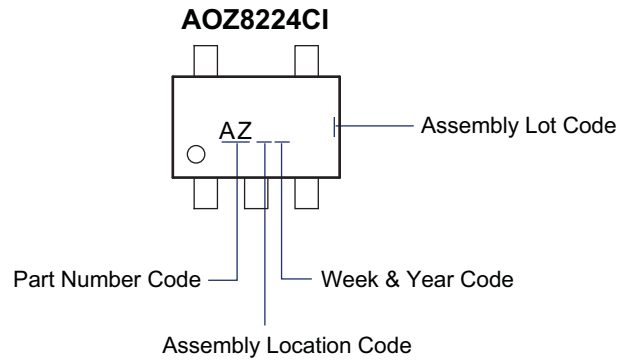 AOZ8224CI
Assembly Lot Code
AZ
Part Number Code
Week & Year Code
Assembly Location Code